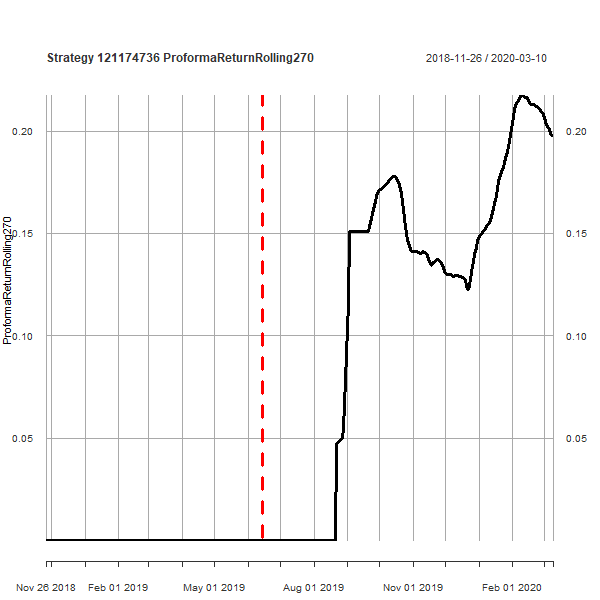 Strategy 121174736 ProformaReturnRolling270
2018-11-26 / 2020-03-10
ProformaReturnRolling270
0.20 0.20
0.15 0.15
0.10 0.10
0.05 0.05
Nov 26 2018 Feb 01 2019 May 01 2019 Aug 01 2019 Nov 01 2019 Feb 01 2020